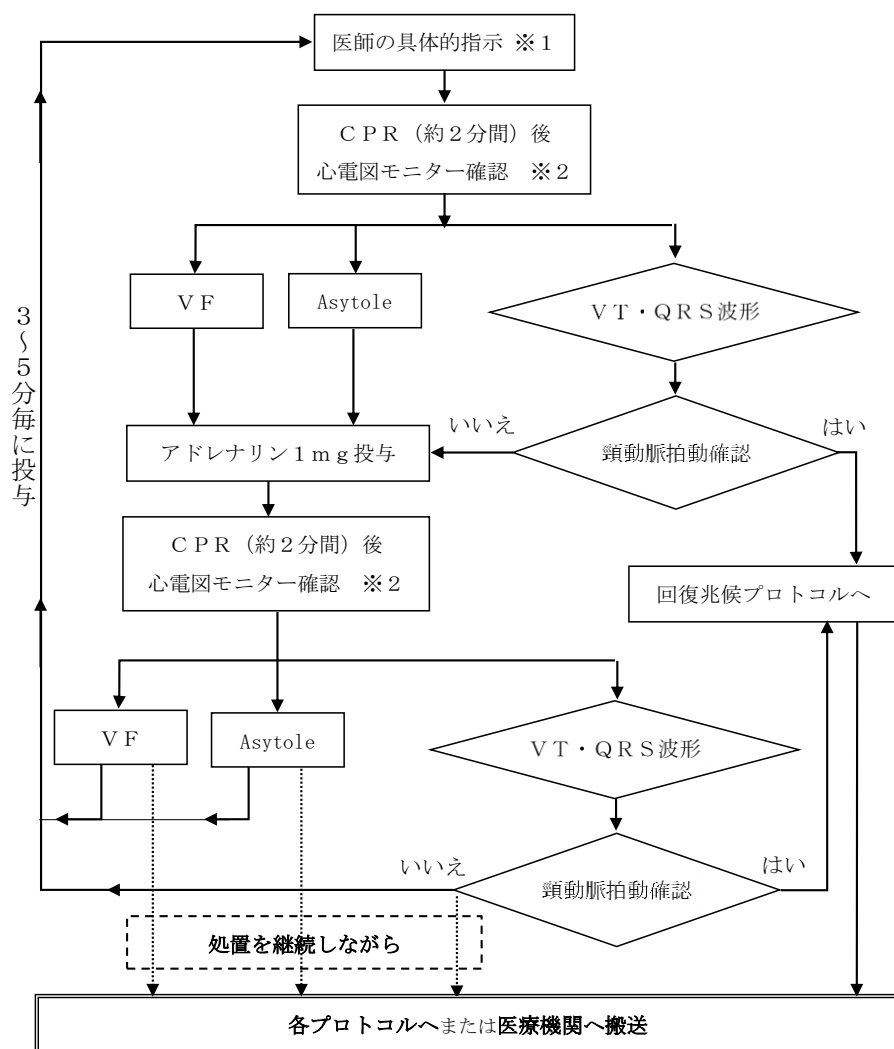 医師の具体的指示 ※１
ＣＰＲ（約２分間）後
心電図モニター確認 ※２
ＶＦ
Asytole
ＶＴ・ＱＲＳ波形
３～５分毎に投与
いいえ
はい
アドレナリン１ｍｇ投与
頸動脈拍動確認
ＣＰＲ（約２分間）後
心電図モニター確認 ※２
回復兆候プロトコルへ
ＶＦ
Asytole
ＶＴ・ＱＲＳ波形
いいえ
はい
頸動脈拍動確認
処置を継続しながら
各プロトコルへまたは医療機関へ搬送